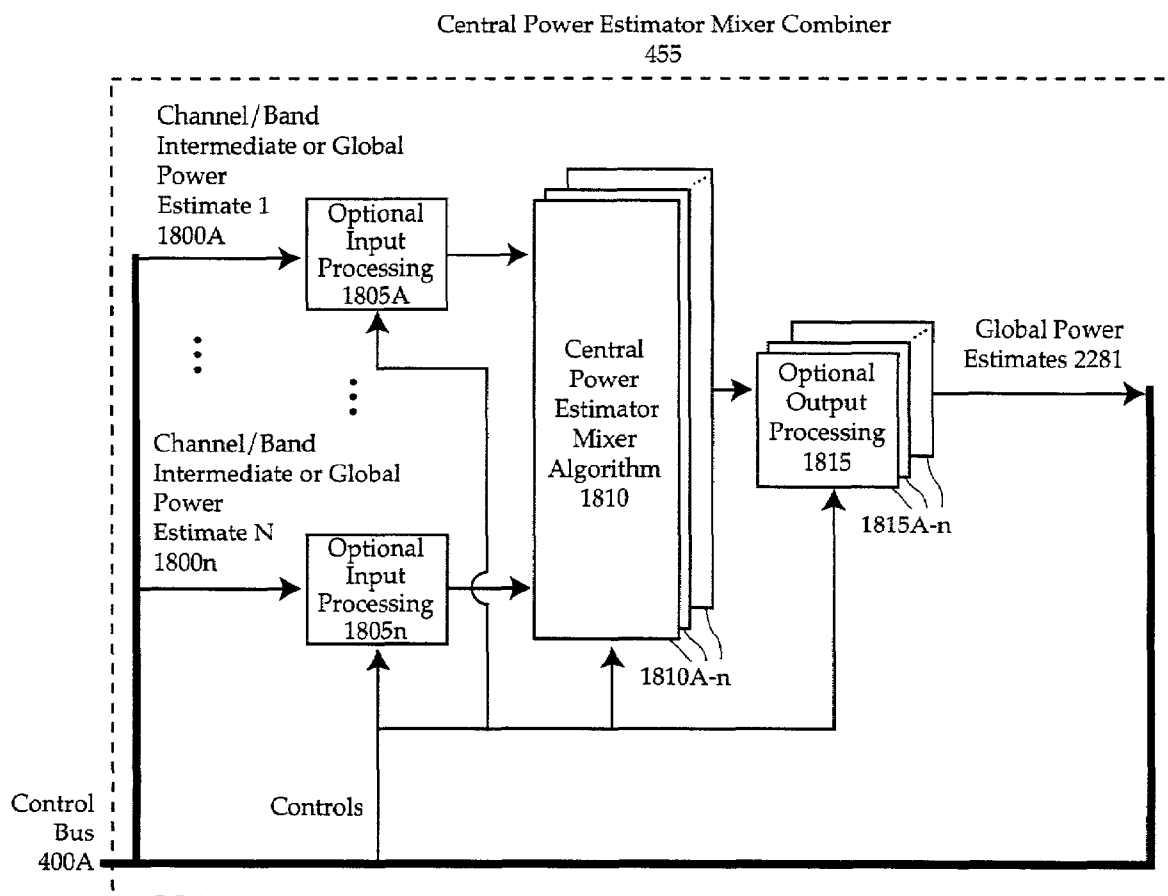 Central Power Estimator Mixer Combiner
455
Channel/Band
Intermediate or Global
Power
Estimate 1
1800A
Optional
Input
Processing
1805A
Central
Power
Estimator
Mixer
Algorithm
1810
Global Power
Estimates 2281
Optional
Output
Processing
1815
1815A-n
Channel/Band
Intermediate or Global
Power
Estimate N
1800n
Optional
Input
Processing
1805n
1810A-n
Control
Bus
400A
Controls